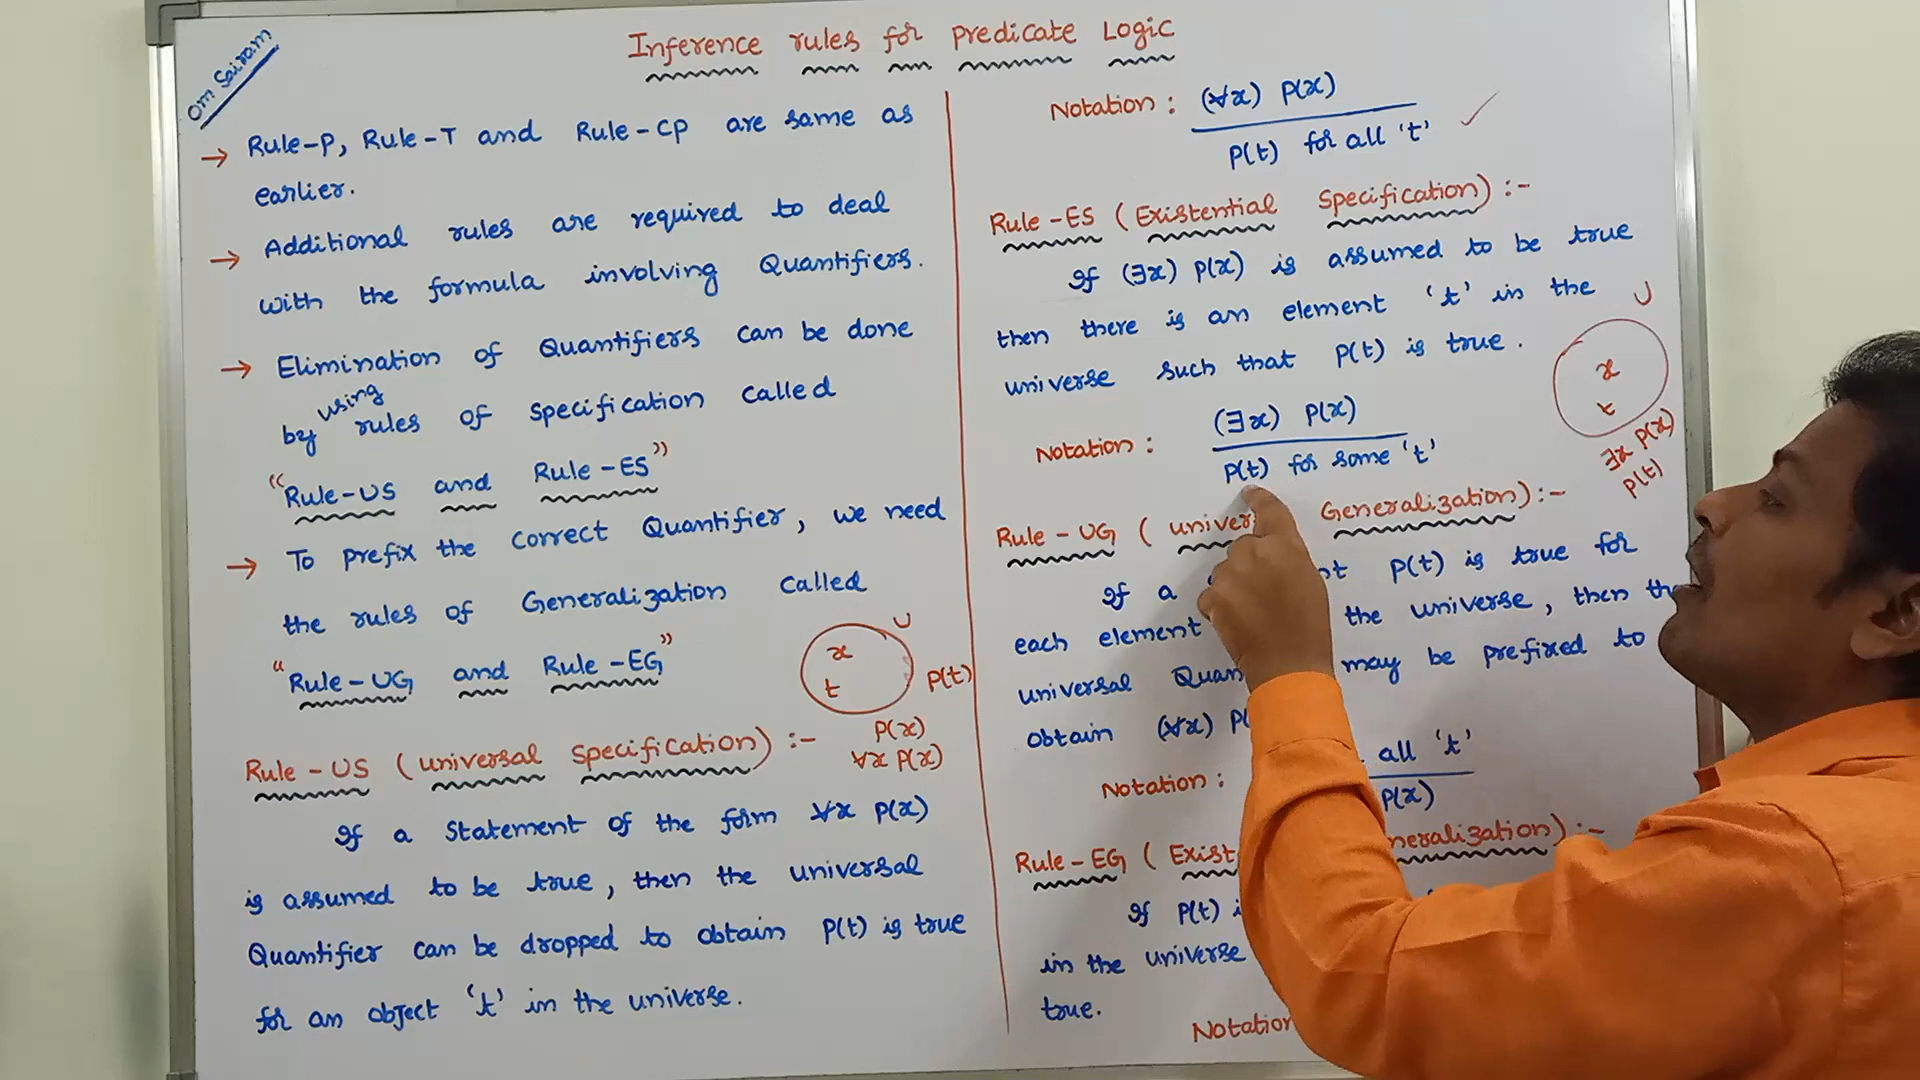 Om Sairam
Inference rules for predicate Logic
→ Rule-P, Rule-T and Rule-CP are same as
earlier.
→ Additional rules are required to deal
with the formula involving Quantifiers.
→ Elimination of Quantifiers can be done
by using rules of specification called
"Rule-US and Rule-ES"
→ To prefix the correct Quantifier, we need
the rules of Generalization called
"Rule-UG and Rule-EG"
U
x
t
P(t)
P(x)
∀x P(x)
Rule-US (universal specification) :-
If a statement of the form ∀x P(x)
is assumed to be true, then the universal
Quantifier can be dropped to obtain P(t) is true
for an object 't' in the universe.
Notation : (∀x) P(x)
P(t) for all 't' ✓
Rule-ES (Existential Specification) :-
If (∃x) P(x) is assumed to be true
then there is an element 't' in the
universe such that P(t) is true.
U
x
t
∃x P(x)
P(t)
Notation : (∃x) P(x)
P(t) for some 't'
Rule-UG ( Generalization) :-
If a P(t) is true for
each element the universe, then
universal may be prefixed to
obtain (∀x)
Notation : all 't'
P(x)
Rule-EG (
If P(t)
in the universe
true.
Notation